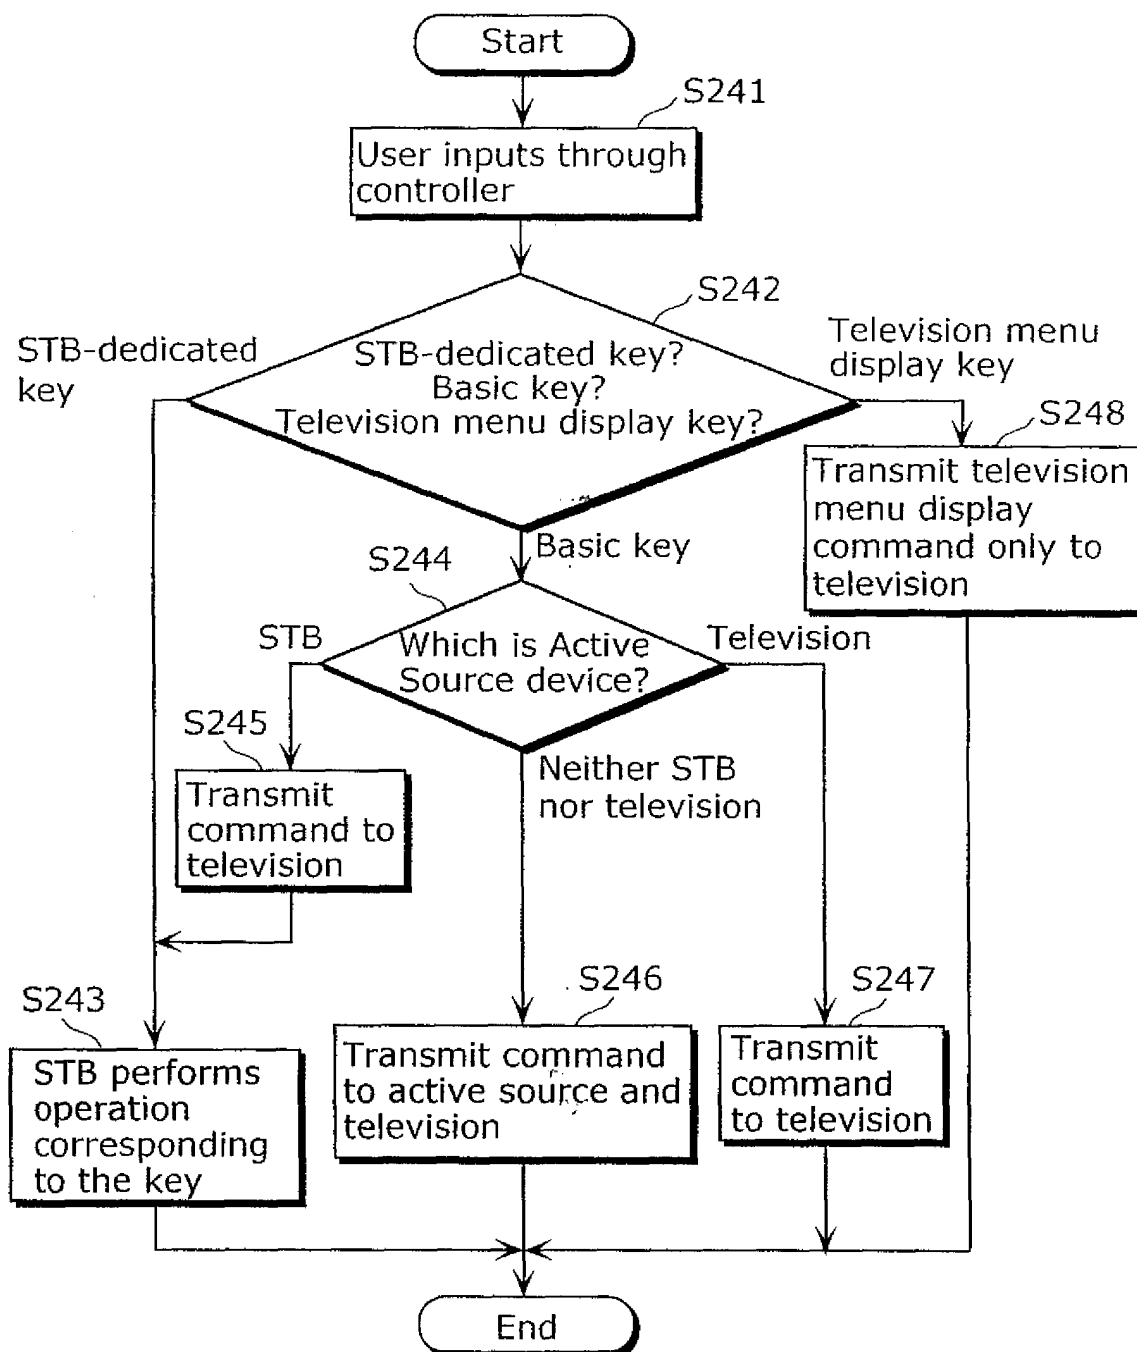 Start
S241
User inputs through
controller
S242
STB-dedicated
key
STB-dedicated key?
Basic key?
Television menu display key?
Television menu
display key
S248
Transmit television
menu display
command only to
television
Basic key
S244
STB
Which is Active
Source device?
Television
S245
Transmit
command to
television
Neither STB
nor television
S243
STB performs
operation
corresponding
to the key
S246
Transmit command
to active source and
television
S247
Transmit
command
to television
End